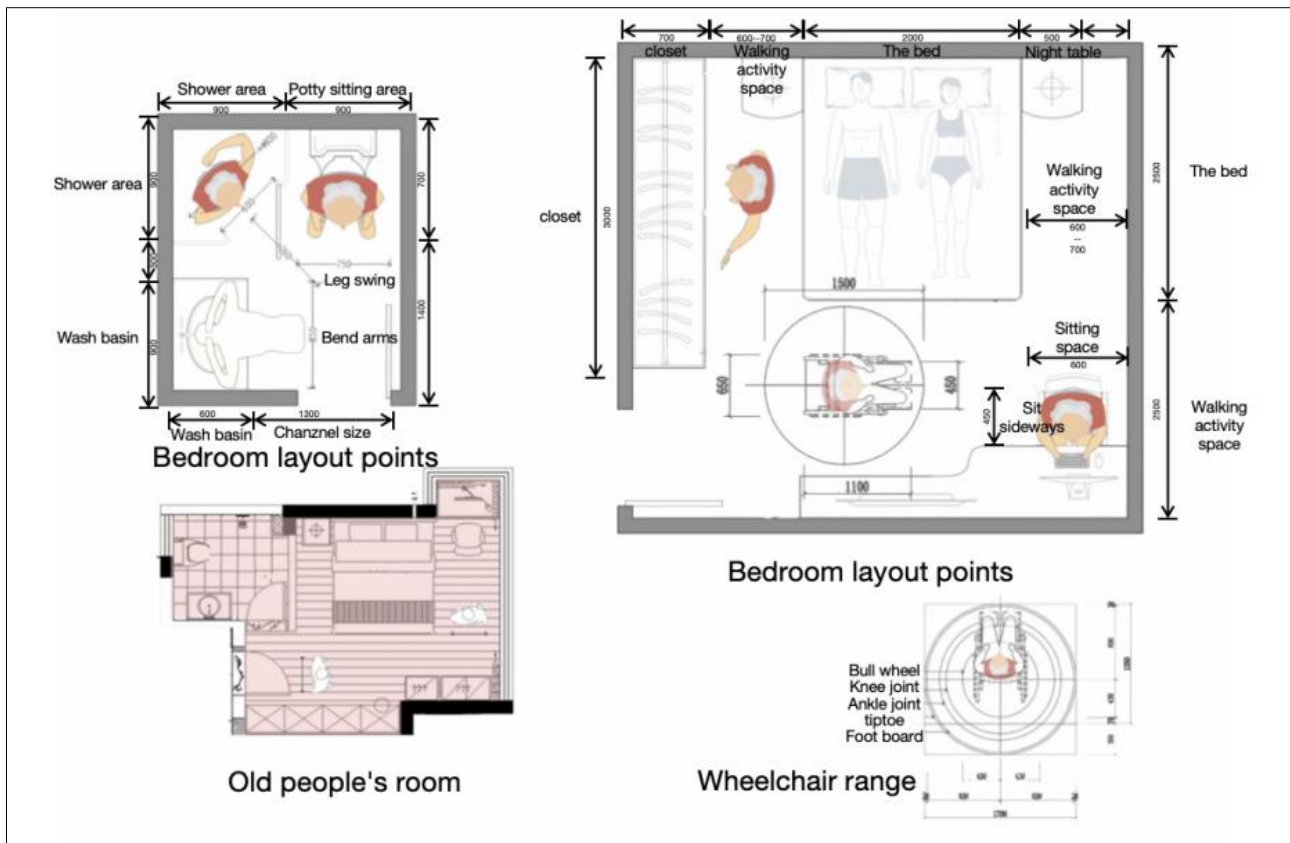 Shower area
Potty sitting area
900
900
Shower area
900
700
Wash basin
900
Leg swing
750
Bend arms
1400
600
1300
Wash basin
Chanznel size
Bedroom layout points
700
600--700
2000
500
closet
Walking
activity
space
The bed
Night table
closet
3000
Walking
activity
space
600
--
700
2500
The bed
1500
650
450
Sitting
space
600
450
Sit
sideways
2500
Walking
activity
space
1100
Bedroom layout points
Old people's room
Bull wheel
Knee joint
Ankle joint
tiptoe
Foot board
Wheelchair range
1700